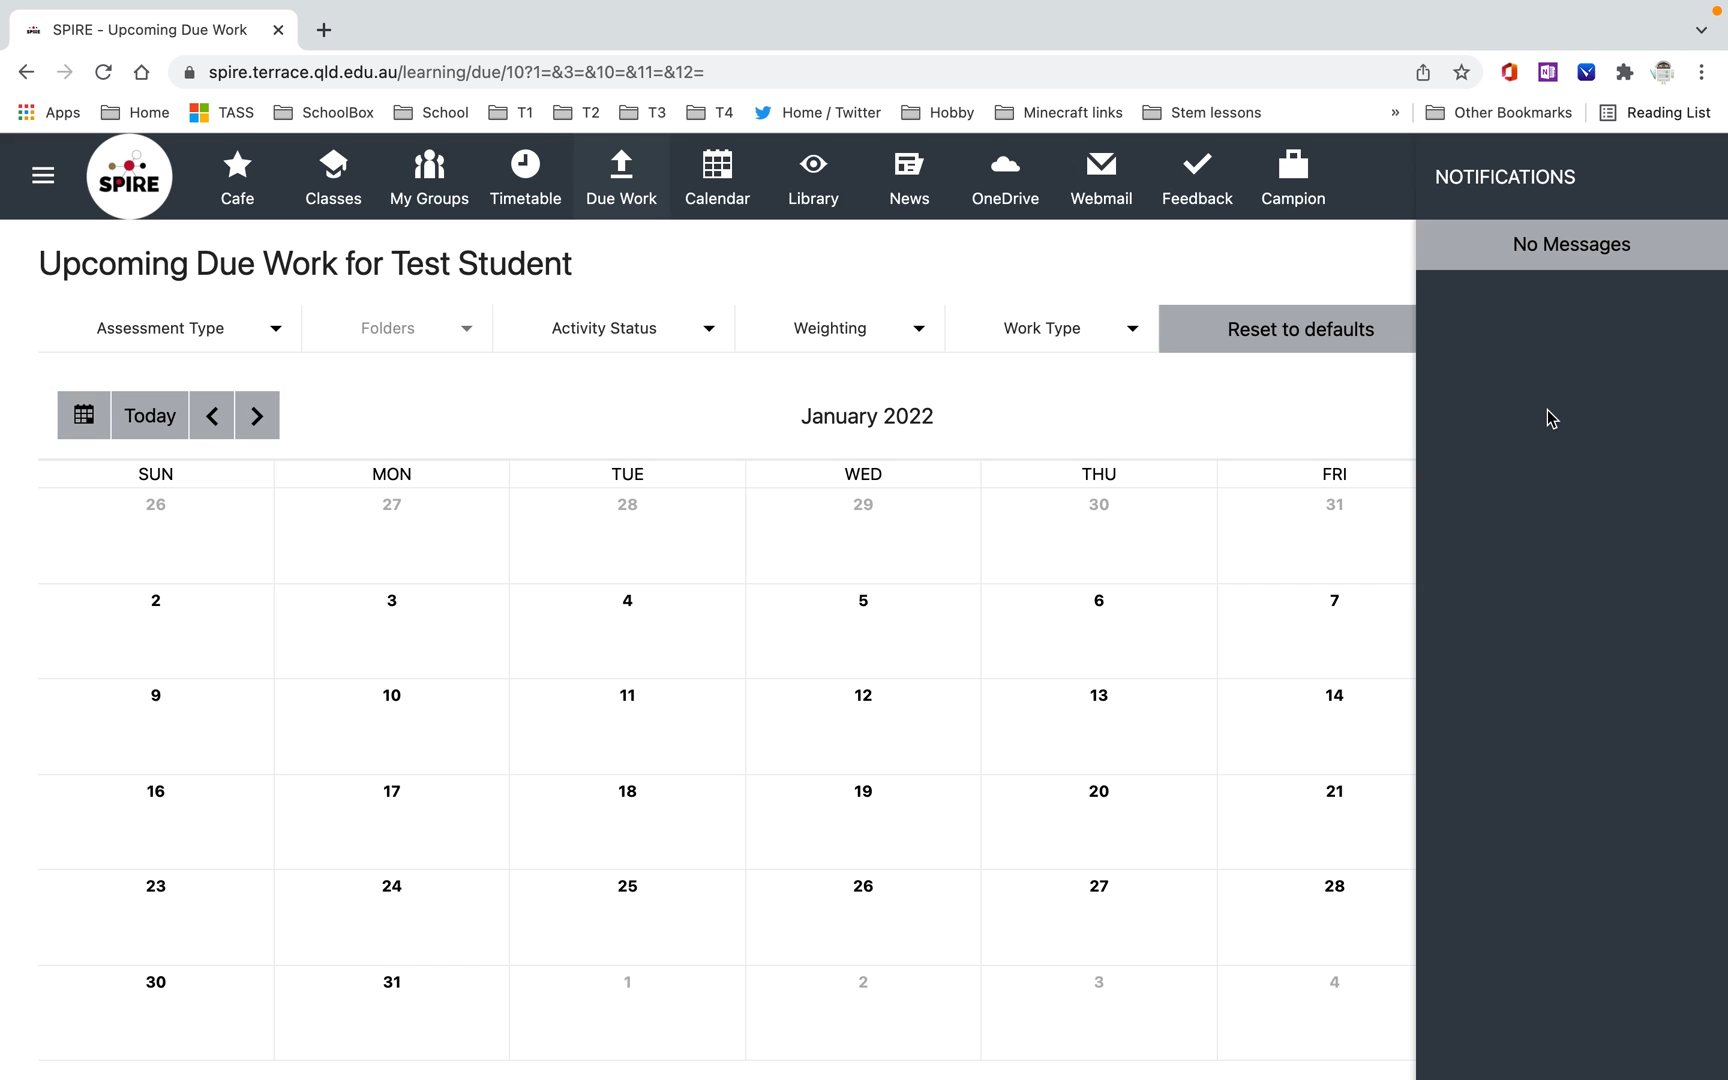 SPIRE - Upcoming Due Work
spire.terrace.qld.edu.au/learning/due/10?1=&3=&10=&11=&12=
Apps Home TASS SchoolBox School T1 T2 T3 T4 Home / Twitter Hobby Minecraft links Stem lessons » Other Bookmarks Reading List
SPIRE Cafe Classes My Groups Timetable Due Work Calendar Library News OneDrive Webmail Feedback Campion NOTIFICATIONS
No Messages
Upcoming Due Work for Test Student
Assessment Type Folders Activity Status Weighting Work Type Reset to defaults
Today January 2022
SUN MON TUE WED THU FRI
26 27 28 29 30 31
2 3 4 5 6 7
9 10 11 12 13 14
16 17 18 19 20 21
23 24 25 26 27 28
30 31 1 2 3 4